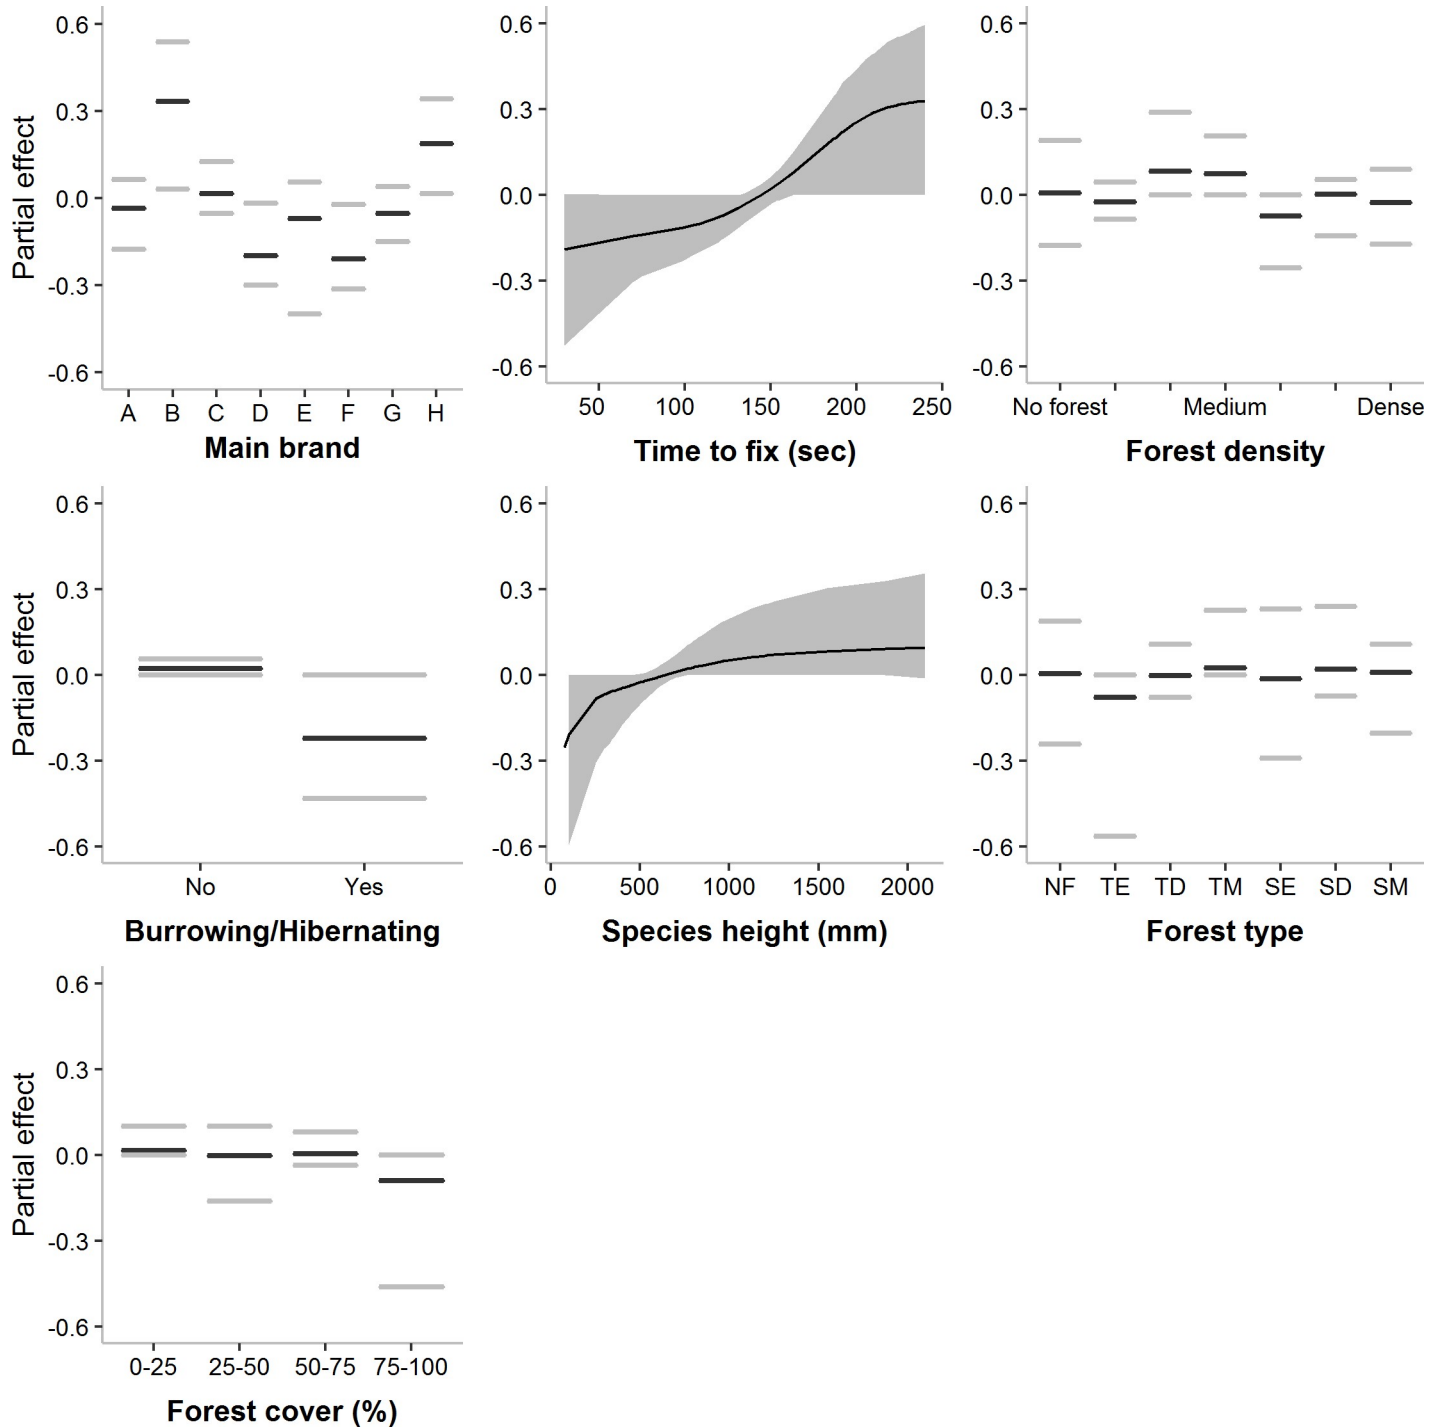 Partial effect
0.6
0.3
0.0
-0.3
-0.6
A B C D E F G H
Main brand
0.6
0.3
0.0
-0.3
-0.6
50 100 150 200 250
Time to fix (sec)
0.6
0.3
0.0
-0.3
-0.6
No forest Medium Dense
Forest density
Partial effect
0.6
0.3
0.0
-0.3
-0.6
No Yes
Burrowing/Hibernating
0.6
0.3
0.0
-0.3
-0.6
0 500 1000 1500 2000
Species height (mm)
0.6
0.3
0.0
-0.3
-0.6
NF TE TD TM SE SD SM
Forest type
Partial effect
0.6
0.3
0.0
-0.3
-0.6
0-25 25-50 50-75 75-100
Forest cover (%)